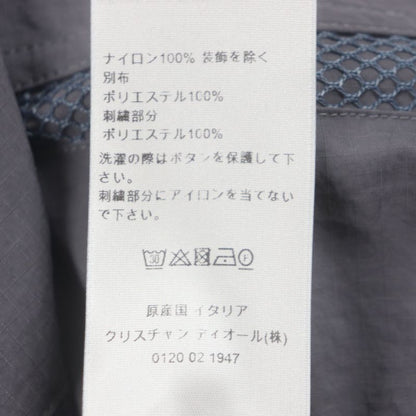 ナイロン100% 装飾を除く
別布
ポリエステル100%
刺繍部分
ポリエステル100%
洗濯の際はボタンを保護して下
さい。
刺繍部分にアイロンを当てない
で下さい。
30 F
原産国 イタリア
クリスチャン ディオール(株)
0120 02 1947